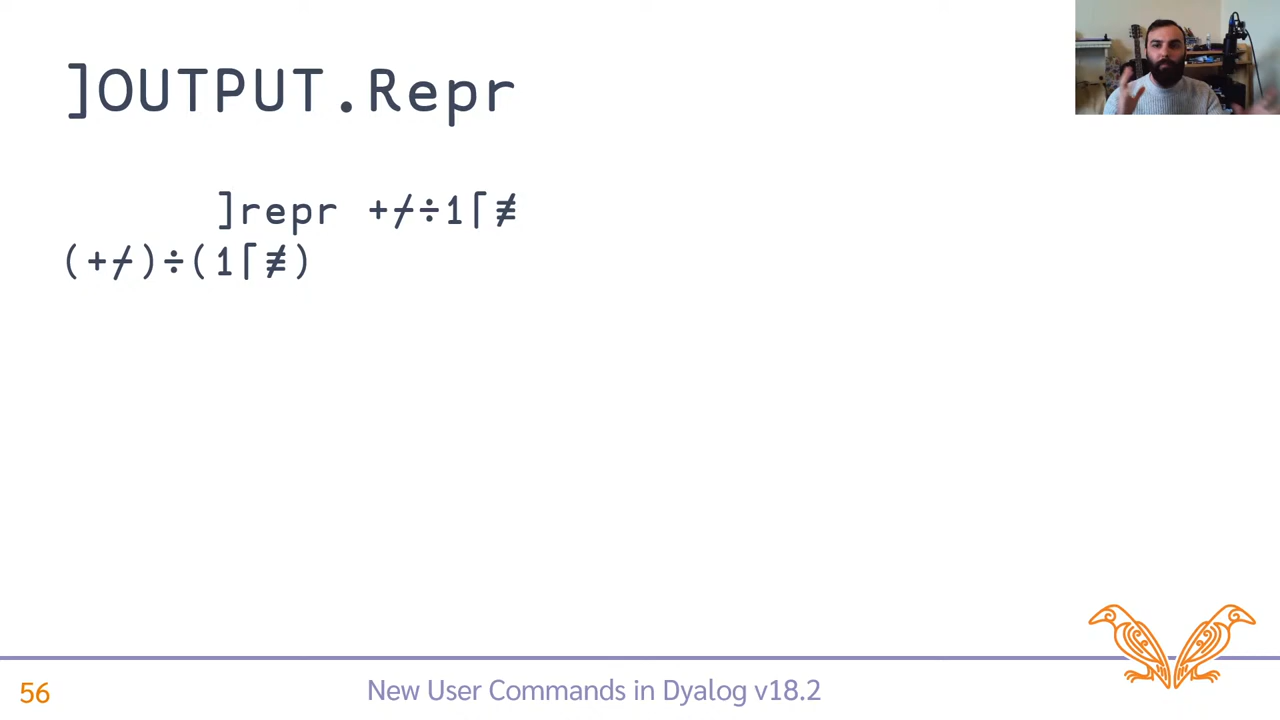 ]OUTPUT.Repr
]repr +⌿÷1⌈≢
(+⌿)÷(1⌈≢)
56
New User Commands in Dyalog v18.2